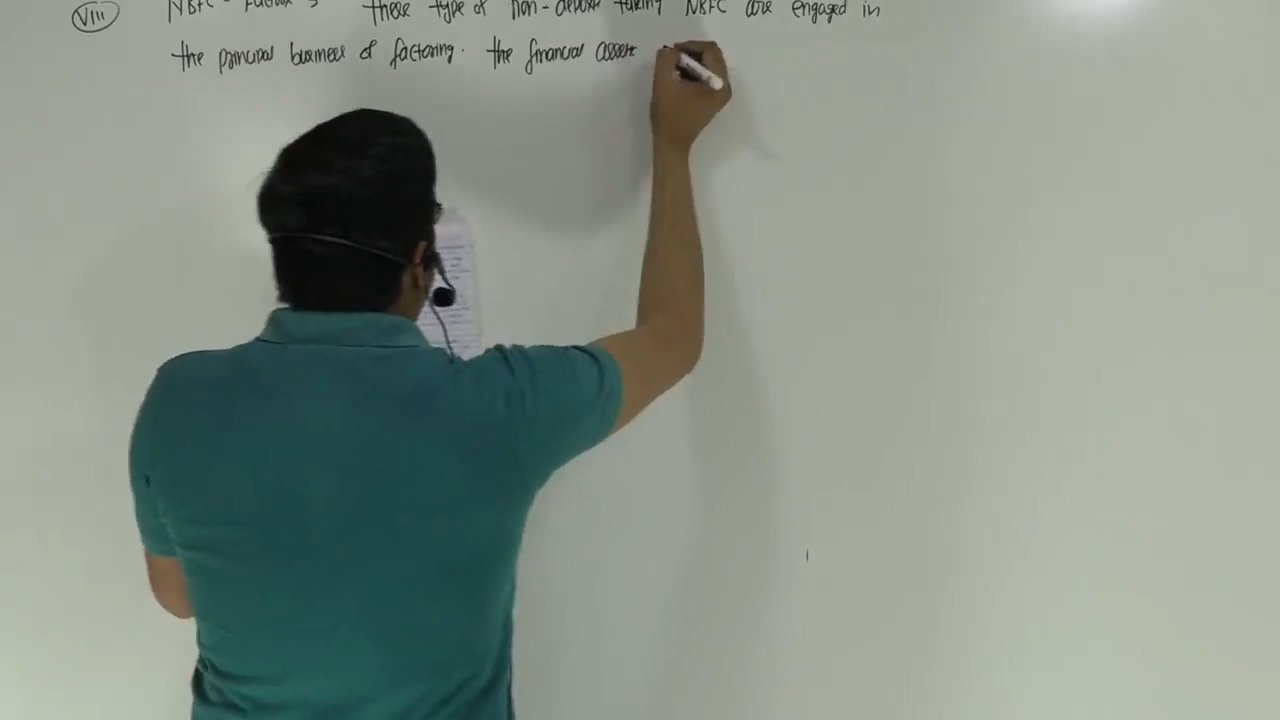 VIII NBFC - Factors These type of non-deposit taking NBFC are engaged in
the principal business of factoring. The financial assets